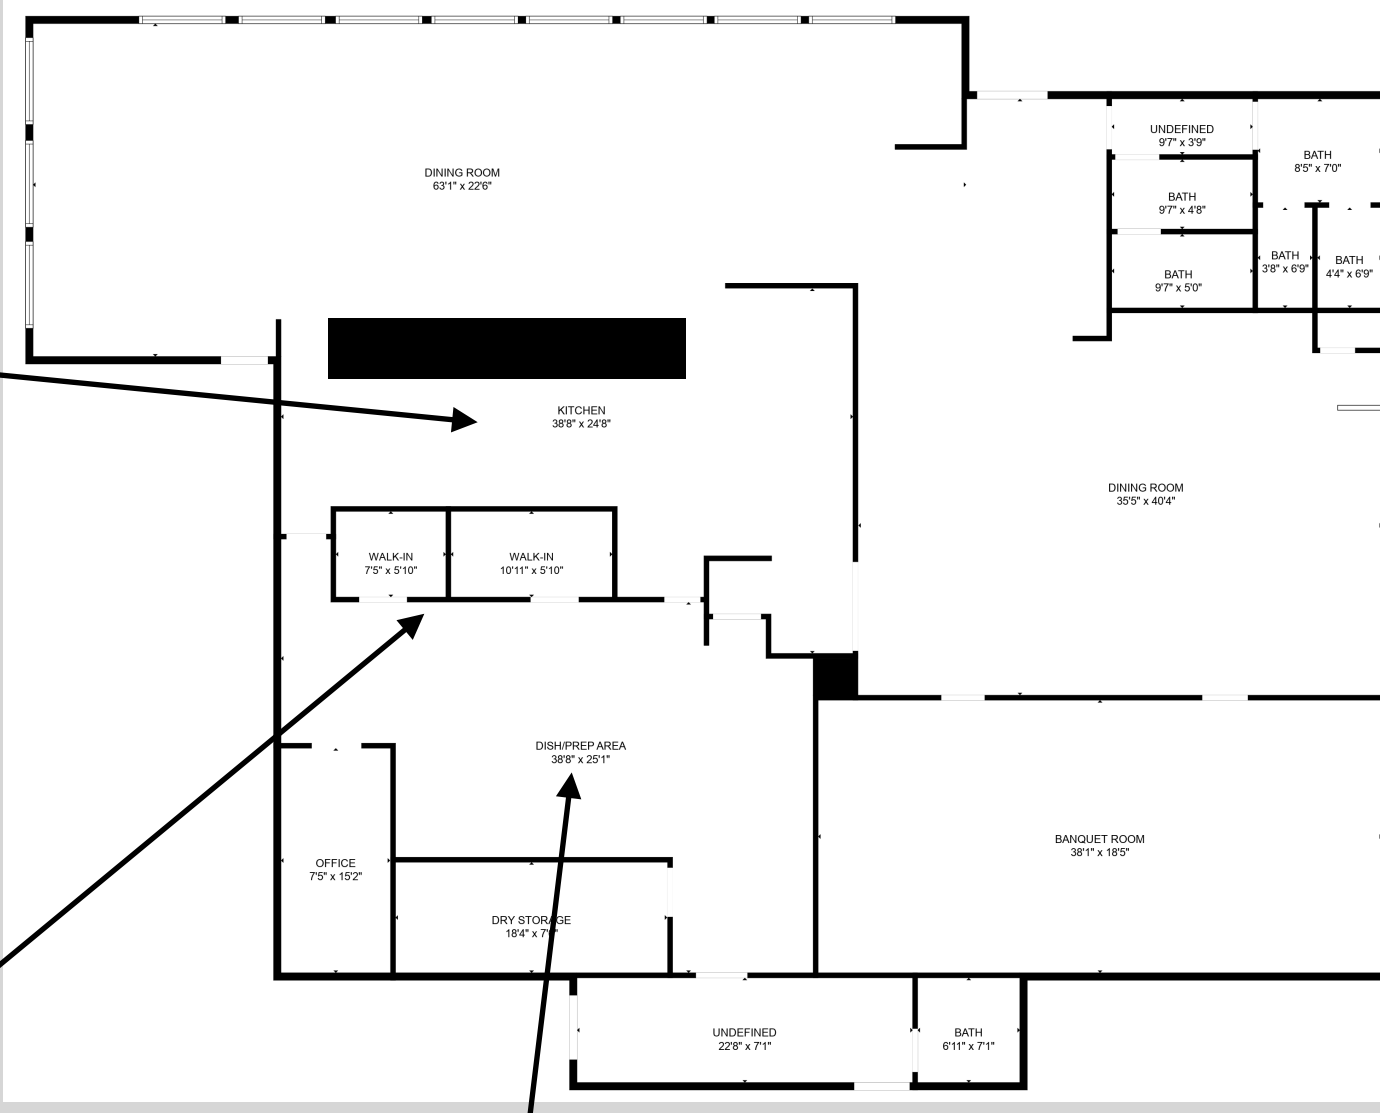 DINING ROOM
63'1" x 22'6"
UNDEFINED
9'7" x 3'9"
BATH
8'5" x 7'0"
BATH
9'7" x 4'8"
BATH
9'7" x 5'0"
BATH
3'8" x 6'9"
BATH
4'4" x 6'9"
KITCHEN
38'8" x 24'8"
DINING ROOM
35'5" x 40'4"
WALK-IN
7'5" x 5'10"
WALK-IN
10'11" x 5'10"
DISH/PREP AREA
38'8" x 25'1"
BANQUET ROOM
38'1" x 18'5"
OFFICE
7'5" x 15'2"
DRY STORAGE
18'4" x
UNDEFINED
22'8" x 7'1"
BATH
6'11" x 7'1"